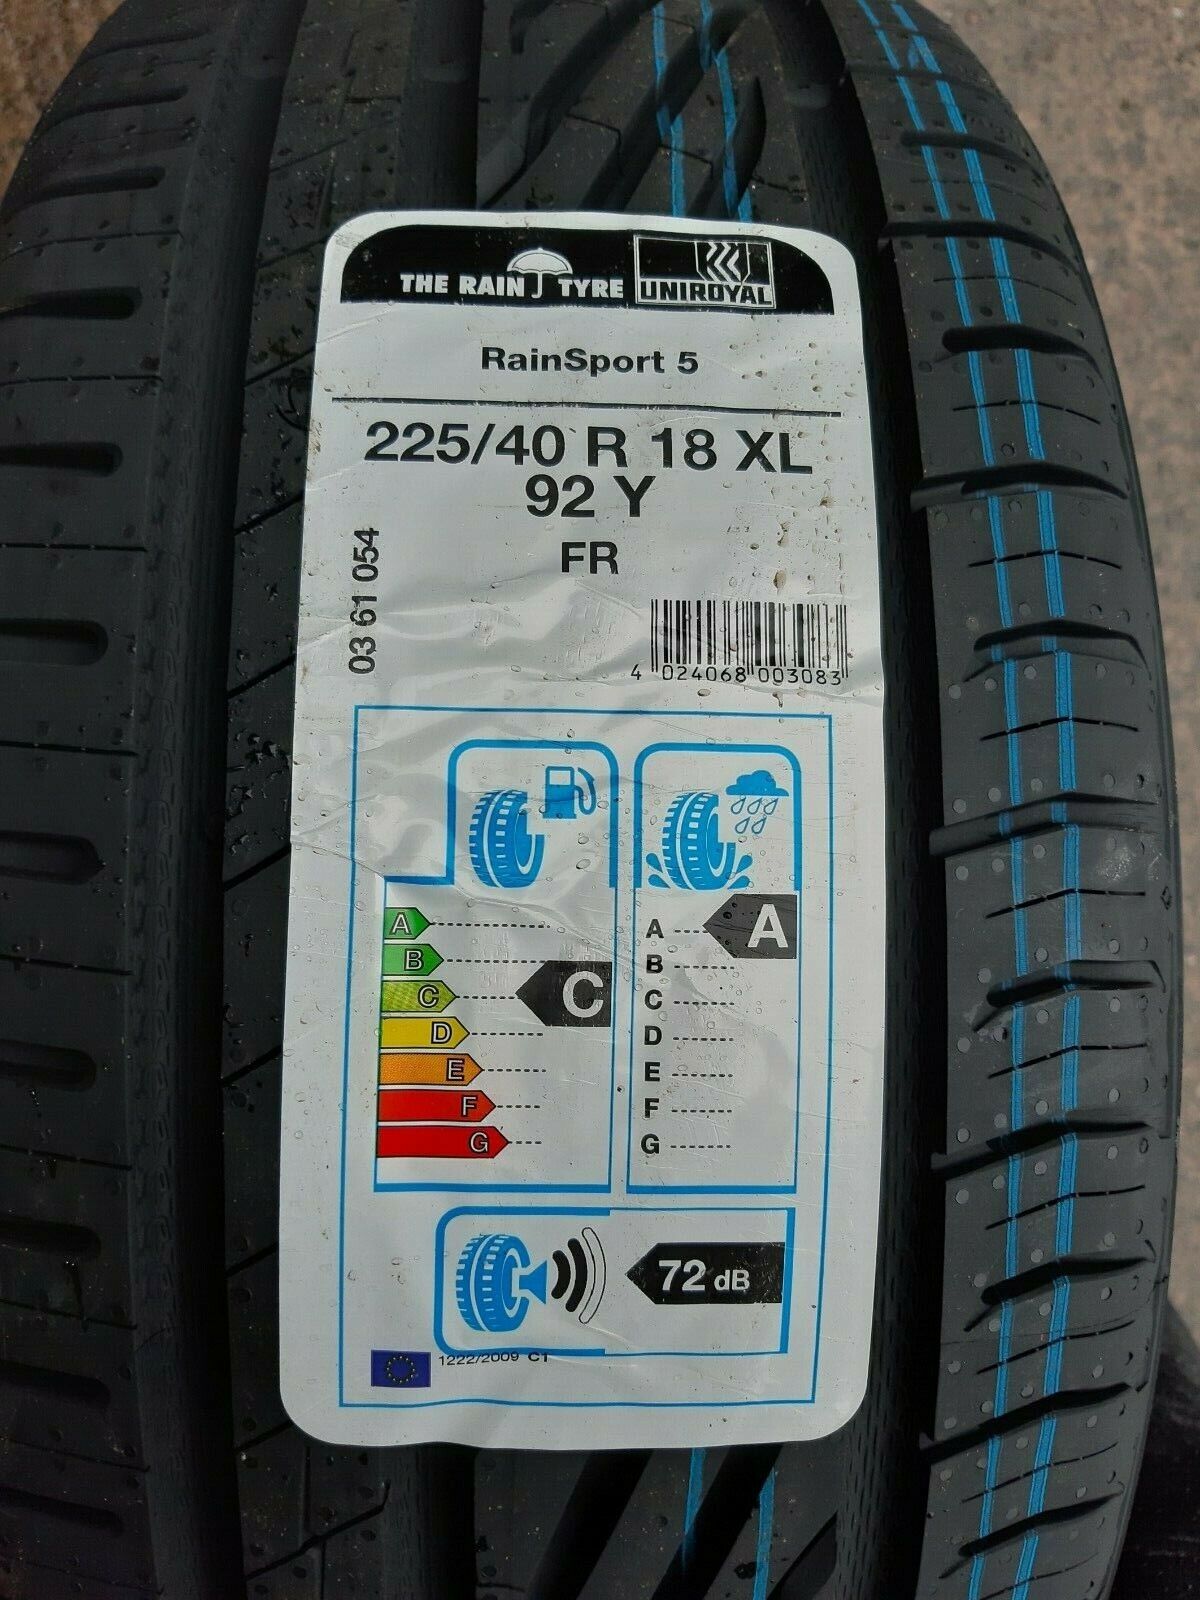 THE RAIN TYRE UNIROYAL
RainSport 5
225/40 R 18 XL
92 Y
FR
03 61 054
4 024068 003083
A
B
C
D
E
F
G
C
A
B
C
D
E
F
G
A
72 dB
1222/2009 C1